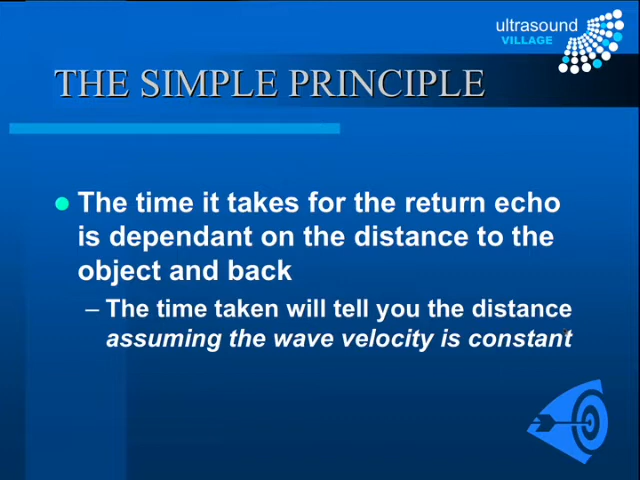 ultrasound
VILLAGE
THE SIMPLE PRINCIPLE
The time it takes for the return echo
is dependant on the distance to the
object and back
– The time taken will tell you the distance
assuming the wave velocity is constant